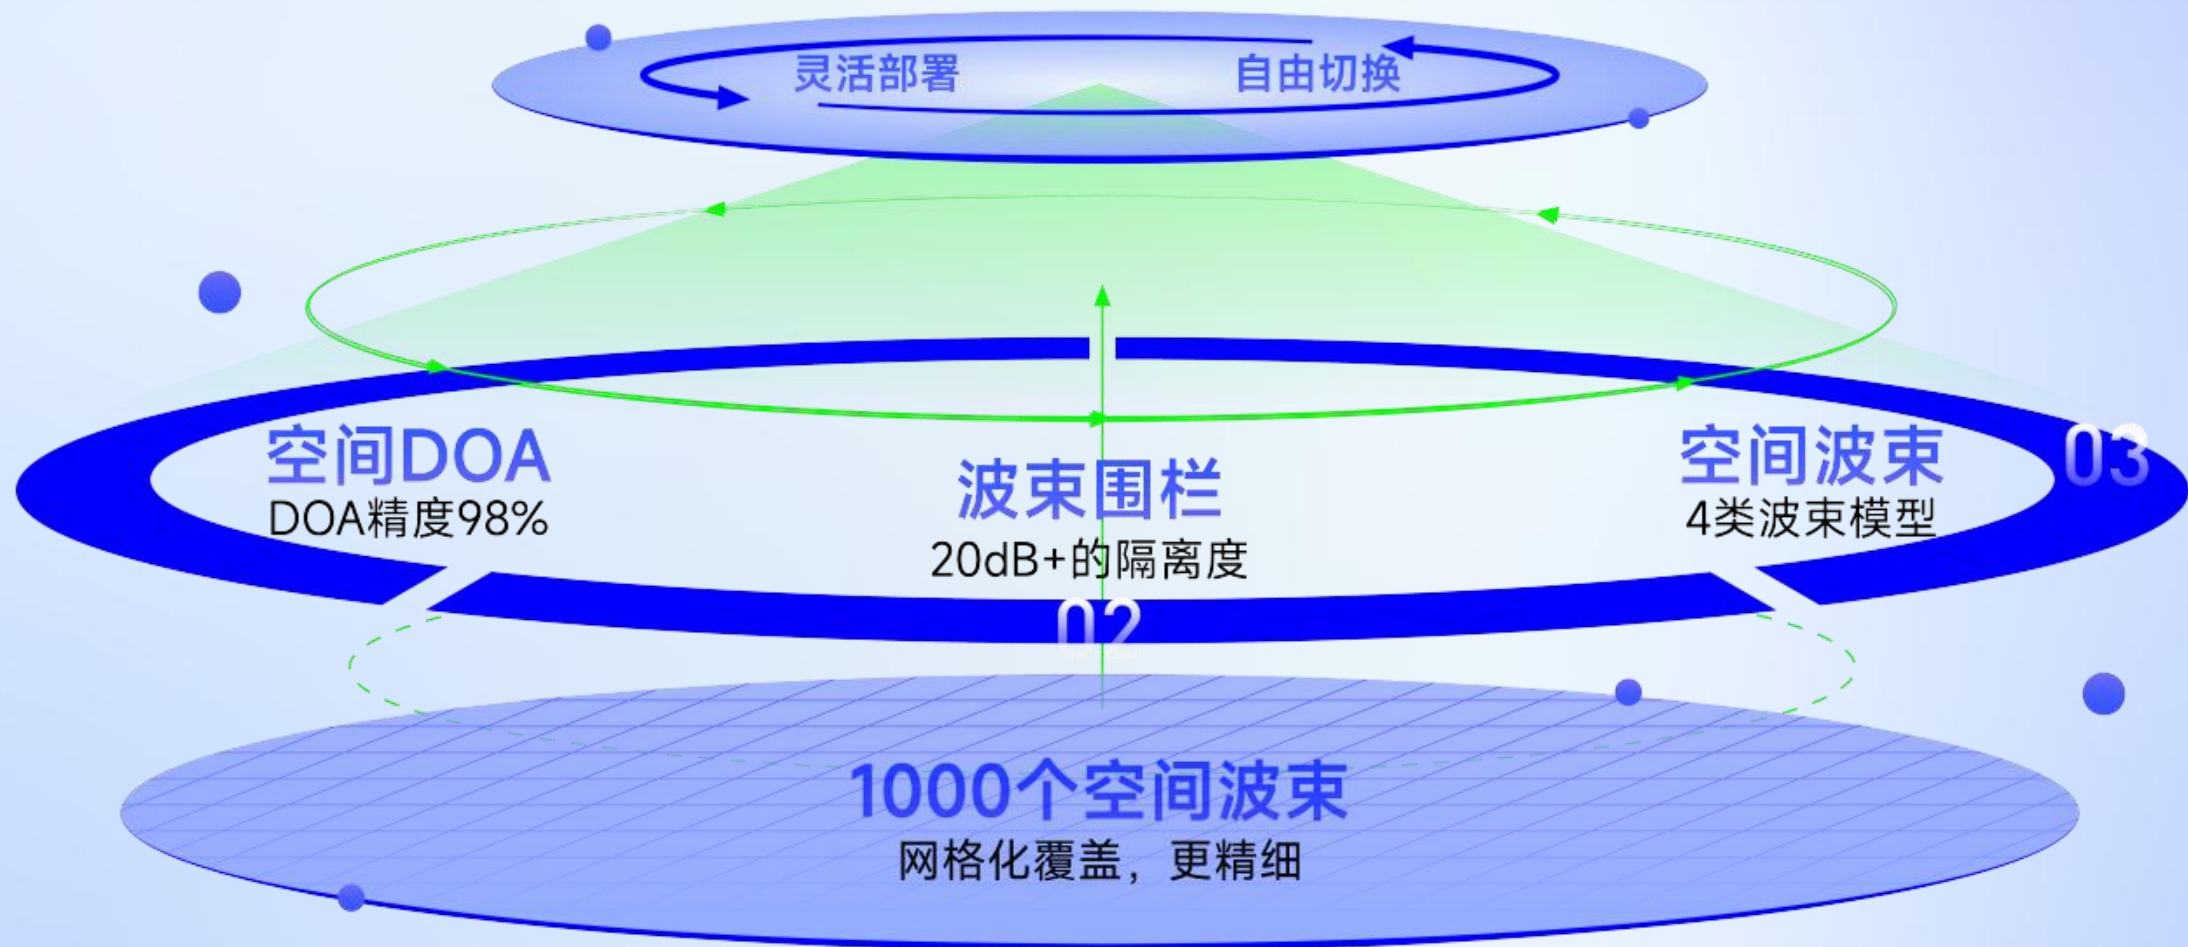 灵活部署
自由切换
空间DOA
DOA精度98%
波束围栏
20dB+的隔离度
02
空间波束
4类波束模型
03
1000个空间波束
网格化覆盖，更精细